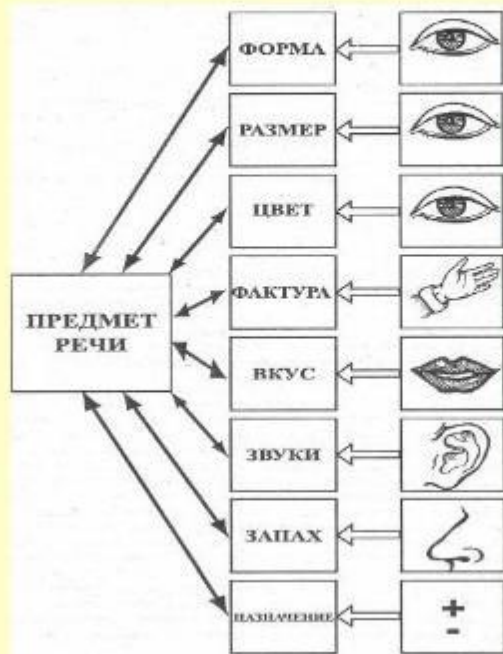 ФОРМА
РАЗМЕР
ЦВЕТ
ФАКТУРА
ПРЕДМЕТ
РЕЧИ
ВКУС
ЗВУКИ
ЗАПАХ
НАЗНАЧЕНИЕ
+
-